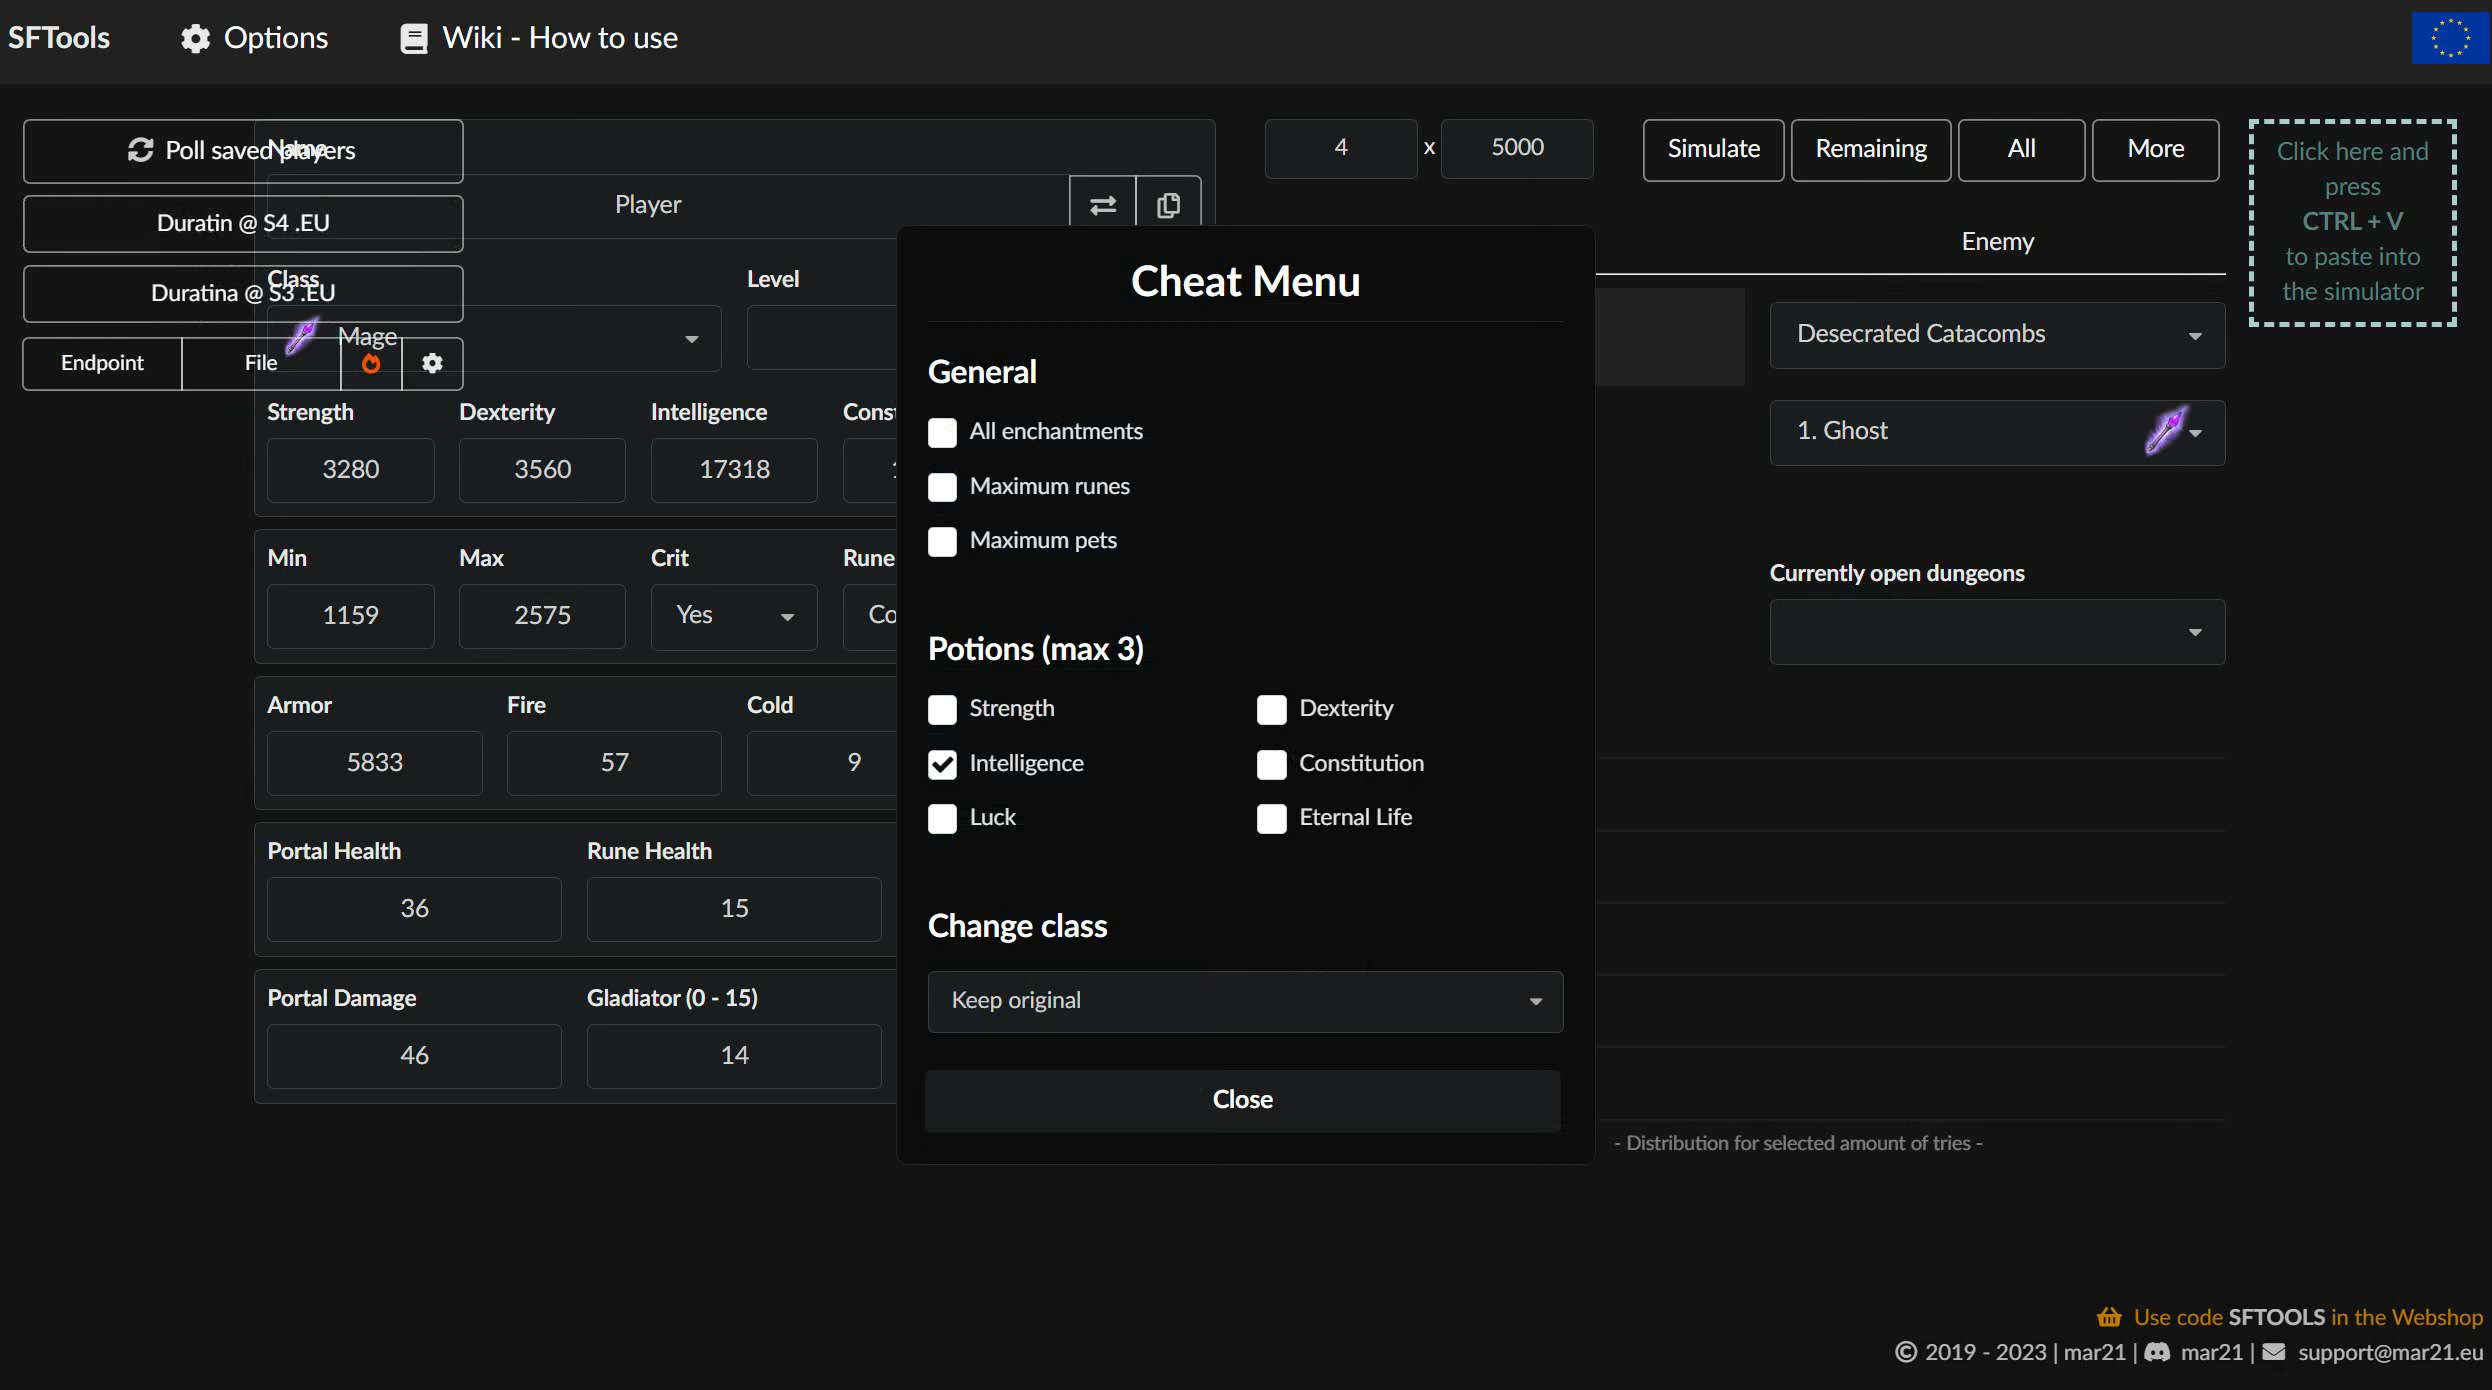 SFTools Options Wiki - How to use
Poll saved players
Duratin @ S4 .EU
Duratina @ S3 .EU
Endpoint File
Name
Player
Class Level
Mage
Strength Dexterity Intelligence Cons
3280 3560 17318
Min Max Crit Rune
1159 2575 Yes Co
Armor Fire Cold
5833 57 9
Portal Health Rune Health
36 15
Portal Damage Gladiator (0 - 15)
46 14
4 x 5000
Simulate Remaining All More
Click here and
press
CTRL + V
to paste into
the simulator
Enemy
Desecrated Catacombs
1. Ghost
Currently open dungeons
Cheat Menu
General
All enchantments
Maximum runes
Maximum pets
Potions (max 3)
Strength Dexterity
Intelligence Constitution
Luck Eternal Life
Change class
Keep original
Close
- Distribution for selected amount of tries -
Use code SFTOOLS in the Webshop
© 2019 - 2023 | mar21 | mar21 | support@mar21.eu